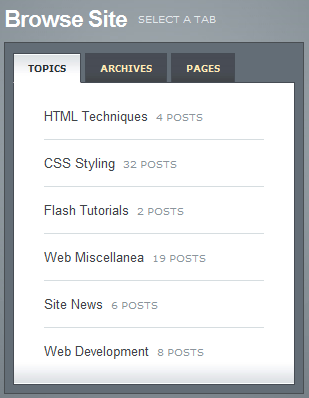 Browse Site SELECT A TAB
TOPICS ARCHIVES PAGES
HTML Techniques 4 POSTS
CSS Styling 32 POSTS
Flash Tutorials 2 POSTS
Web Miscellanea 19 POSTS
Site News 6 POSTS
Web Development 8 POSTS